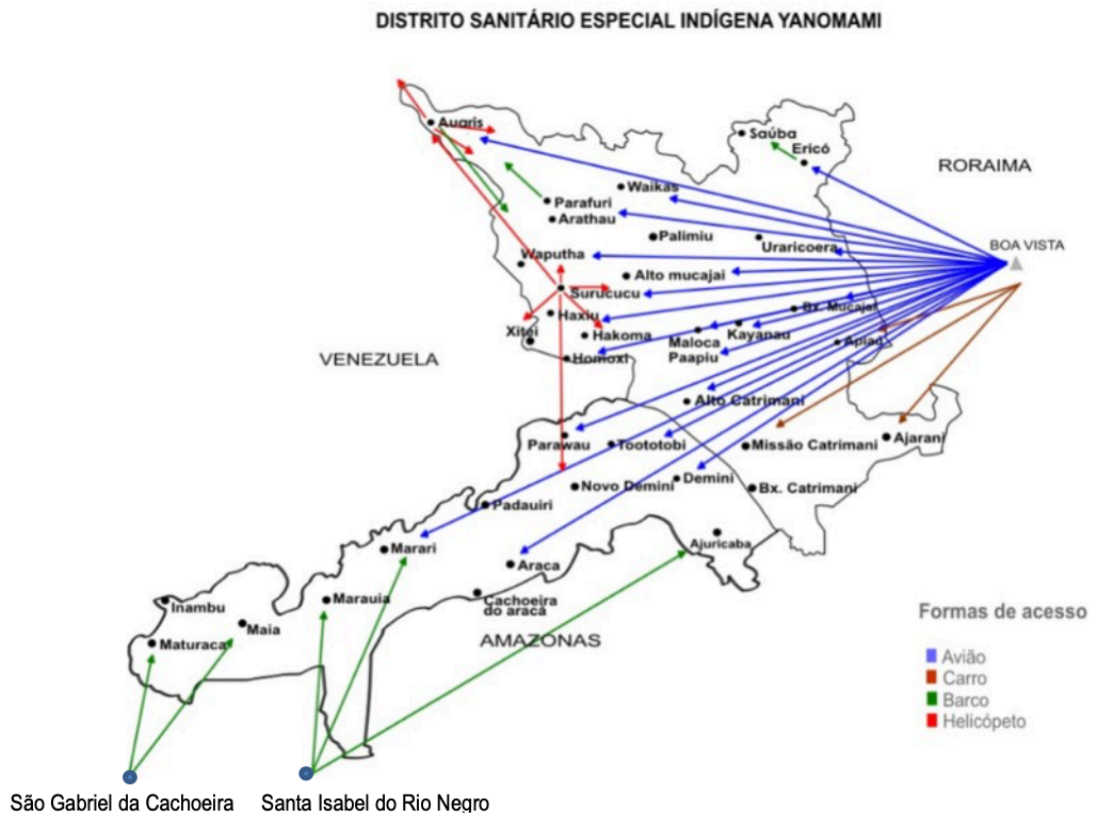 DISTRITO SANITÁRIO ESPECIAL INDÍGENA YANOMAMI
Auaris
Saúba
Ericó
RORAIMA
Waikas
Parafuri
Arathau
Palimiu
Uraricoera
BOA VISTA
Waputha
Alto mucajai
Surucucu
Bx. Mucajai
Haxiu
Xitei
Hakoma
Maloca
Paapiu
Kayanau
Apiaú
VENEZUELA
Homoxi
Alto Catrimani
Parawau
Toototobi
Missão Catrimani
Ajarani
Novo Demini
Demini
Bx. Catrimani
Padauiri
Marari
Ajuricaba
Araca
Inambu
Marauia
Cachoeira
do aracá
Maia
Maturaca
AMAZONAS
Formas de acesso
Avião
Carro
Barco
Helicópeto
São Gabriel da Cachoeira
Santa Isabel do Rio Negro